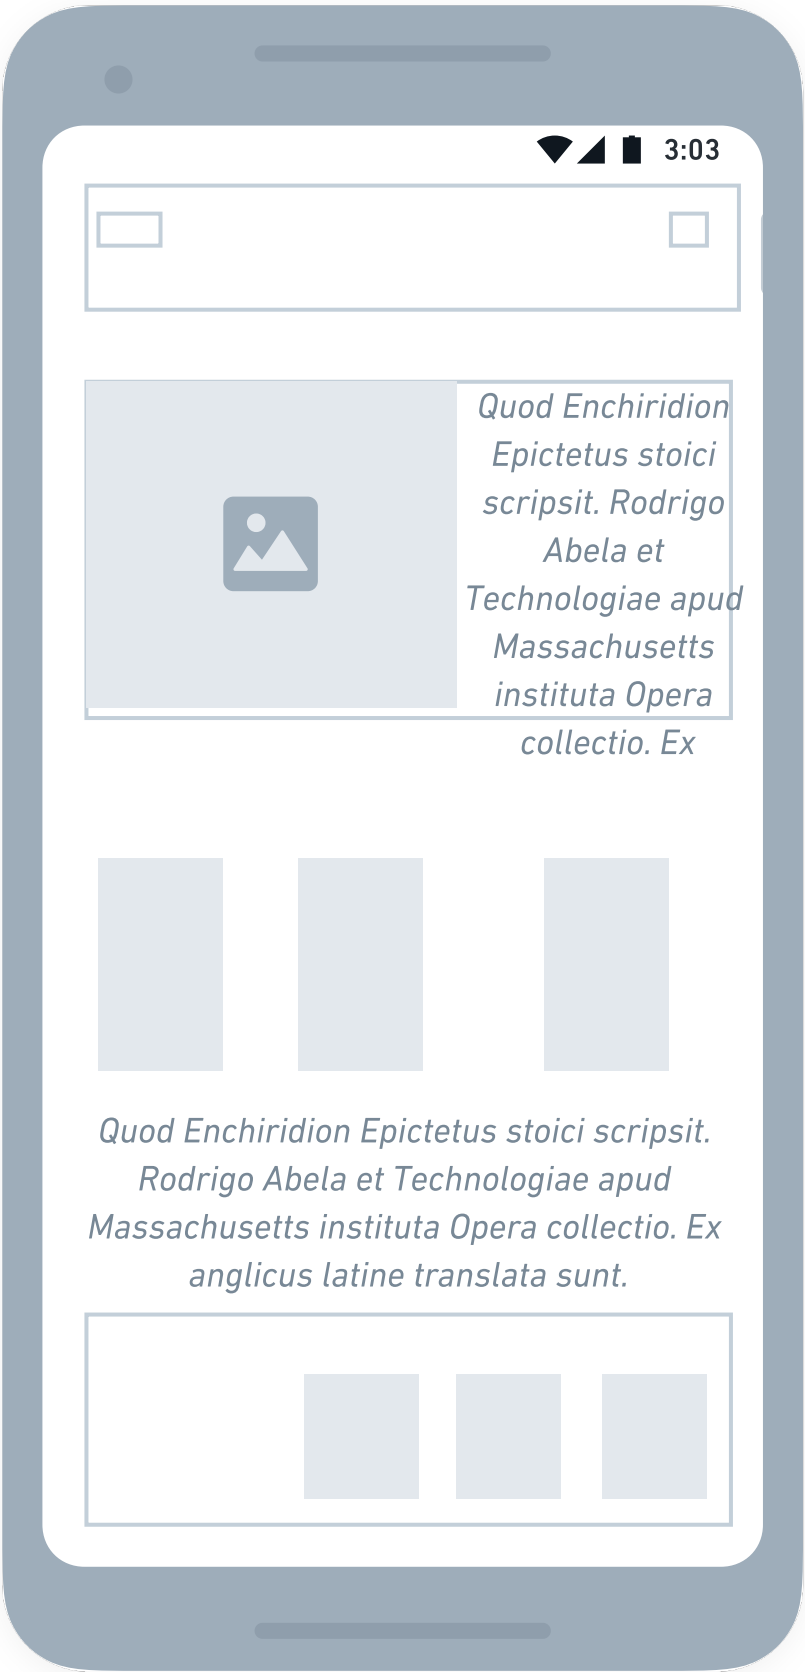 3:03
Quod Enchiridion
Epictetus stoici
scripsit. Rodrigo
Abela et
Technologiae apud
Massachusetts
instituta Opera
collectio. Ex
Quod Enchiridion Epictetus stoici scripsit.
Rodrigo Abela et Technologiae apud
Massachusetts instituta Opera collectio. Ex
anglicus latine translata sunt.